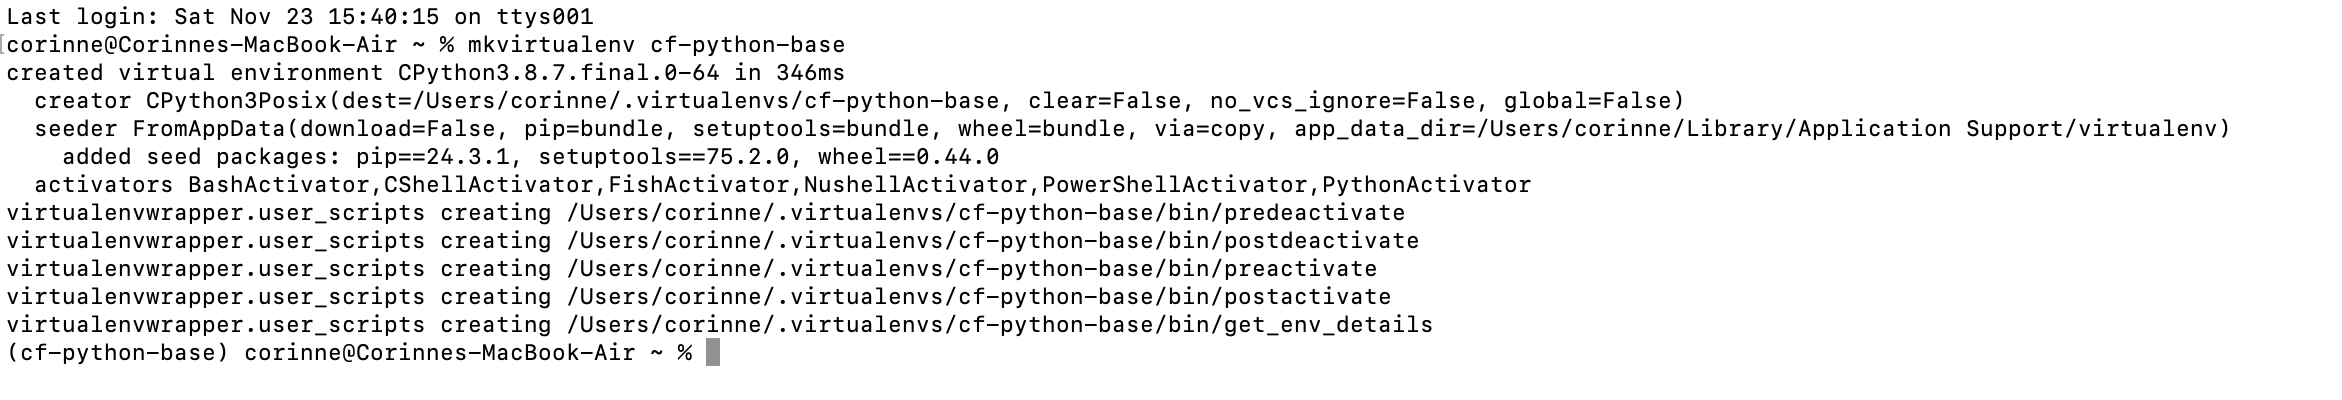 Last login: Sat Nov 23 15:40:15 on ttys001
corinne@Corinnes-MacBook-Air ~ % mkvirtualenv cf-python-base
created virtual environment CPython3.8.7.final.0-64 in 346ms
  creator CPython3Posix(dest=/Users/corinne/.virtualenvs/cf-python-base, clear=False, no_vcs_ignore=False, global=False)
  seeder FromAppData(download=False, pip=bundle, setuptools=bundle, wheel=bundle, via=copy, app_data_dir=/Users/corinne/Library/Application Support/virtualenv)
    added seed packages: pip==24.3.1, setuptools==75.2.0, wheel==0.44.0
  activators BashActivator,CShellActivator,FishActivator,NushellActivator,PowerShellActivator,PythonActivator
virtualenvwrapper.user_scripts creating /Users/corinne/.virtualenvs/cf-python-base/bin/predeactivate
virtualenvwrapper.user_scripts creating /Users/corinne/.virtualenvs/cf-python-base/bin/postdeactivate
virtualenvwrapper.user_scripts creating /Users/corinne/.virtualenvs/cf-python-base/bin/preactivate
virtualenvwrapper.user_scripts creating /Users/corinne/.virtualenvs/cf-python-base/bin/postactivate
virtualenvwrapper.user_scripts creating /Users/corinne/.virtualenvs/cf-python-base/bin/get_env_details
(cf-python-base) corinne@Corinnes-MacBook-Air ~ %